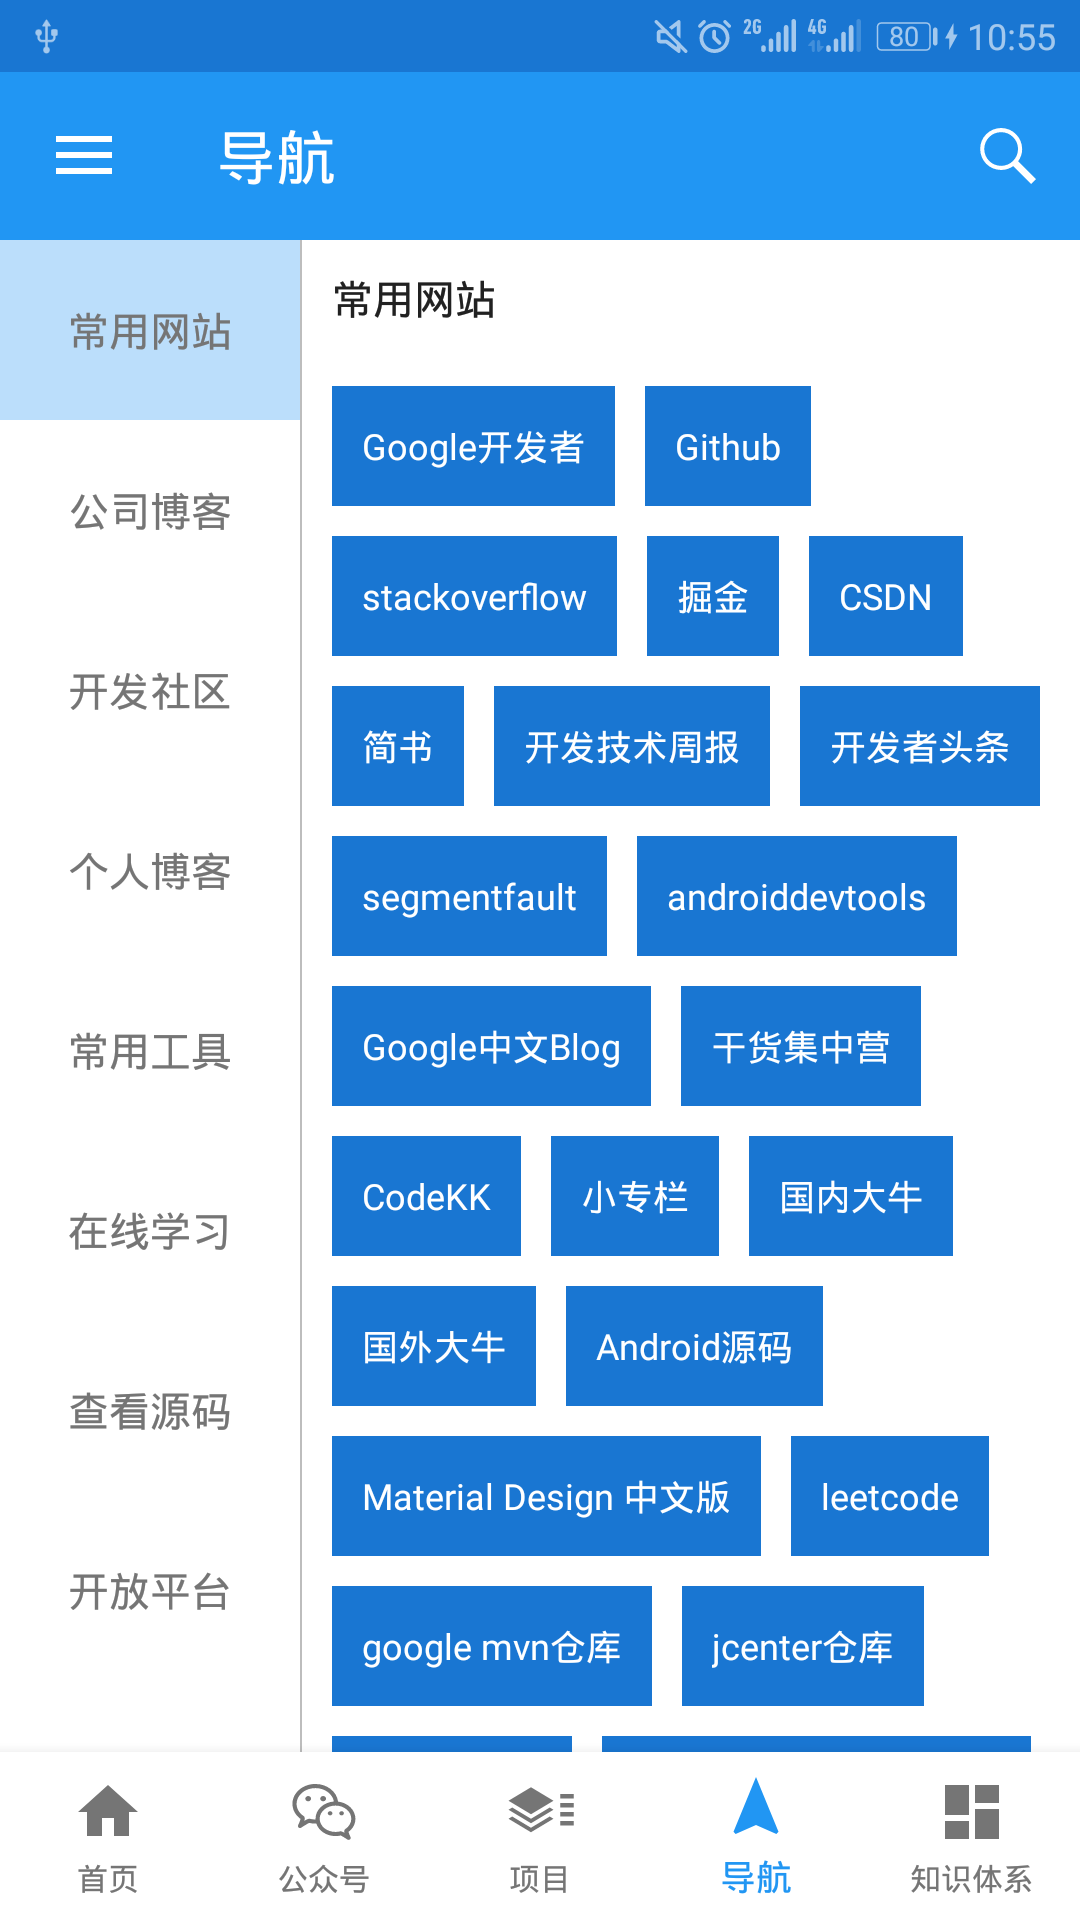 2G 4G 80 10:55
导航
常用网站
公司博客
开发社区
个人博客
常用工具
在线学习
查看源码
开放平台
常用网站
Google开发者 Github
stackoverflow 掘金 CSDN
简书 开发技术周报 开发者头条
segmentfault androiddevtools
Google中文Blog 干货集中营
CodeKK 小专栏 国内大牛
国外大牛 Android源码
Material Design 中文版 leetcode
google mvn仓库 jcenter仓库
首页 公众号 项目 导航 知识体系